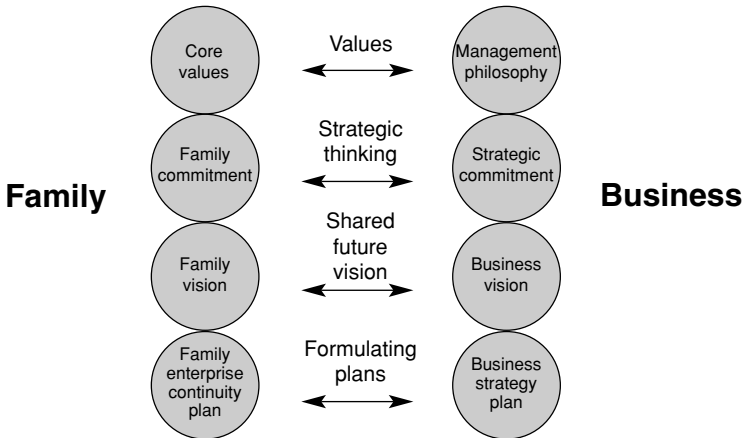 Core
values
Values
Management
philosophy
Family
commitment
Strategic
thinking
Strategic
commitment
Family
Business
Family
vision
Shared
future
vision
Business
vision
Family
enterprise
continuity
plan
Formulating
plans
Business
strategy
plan